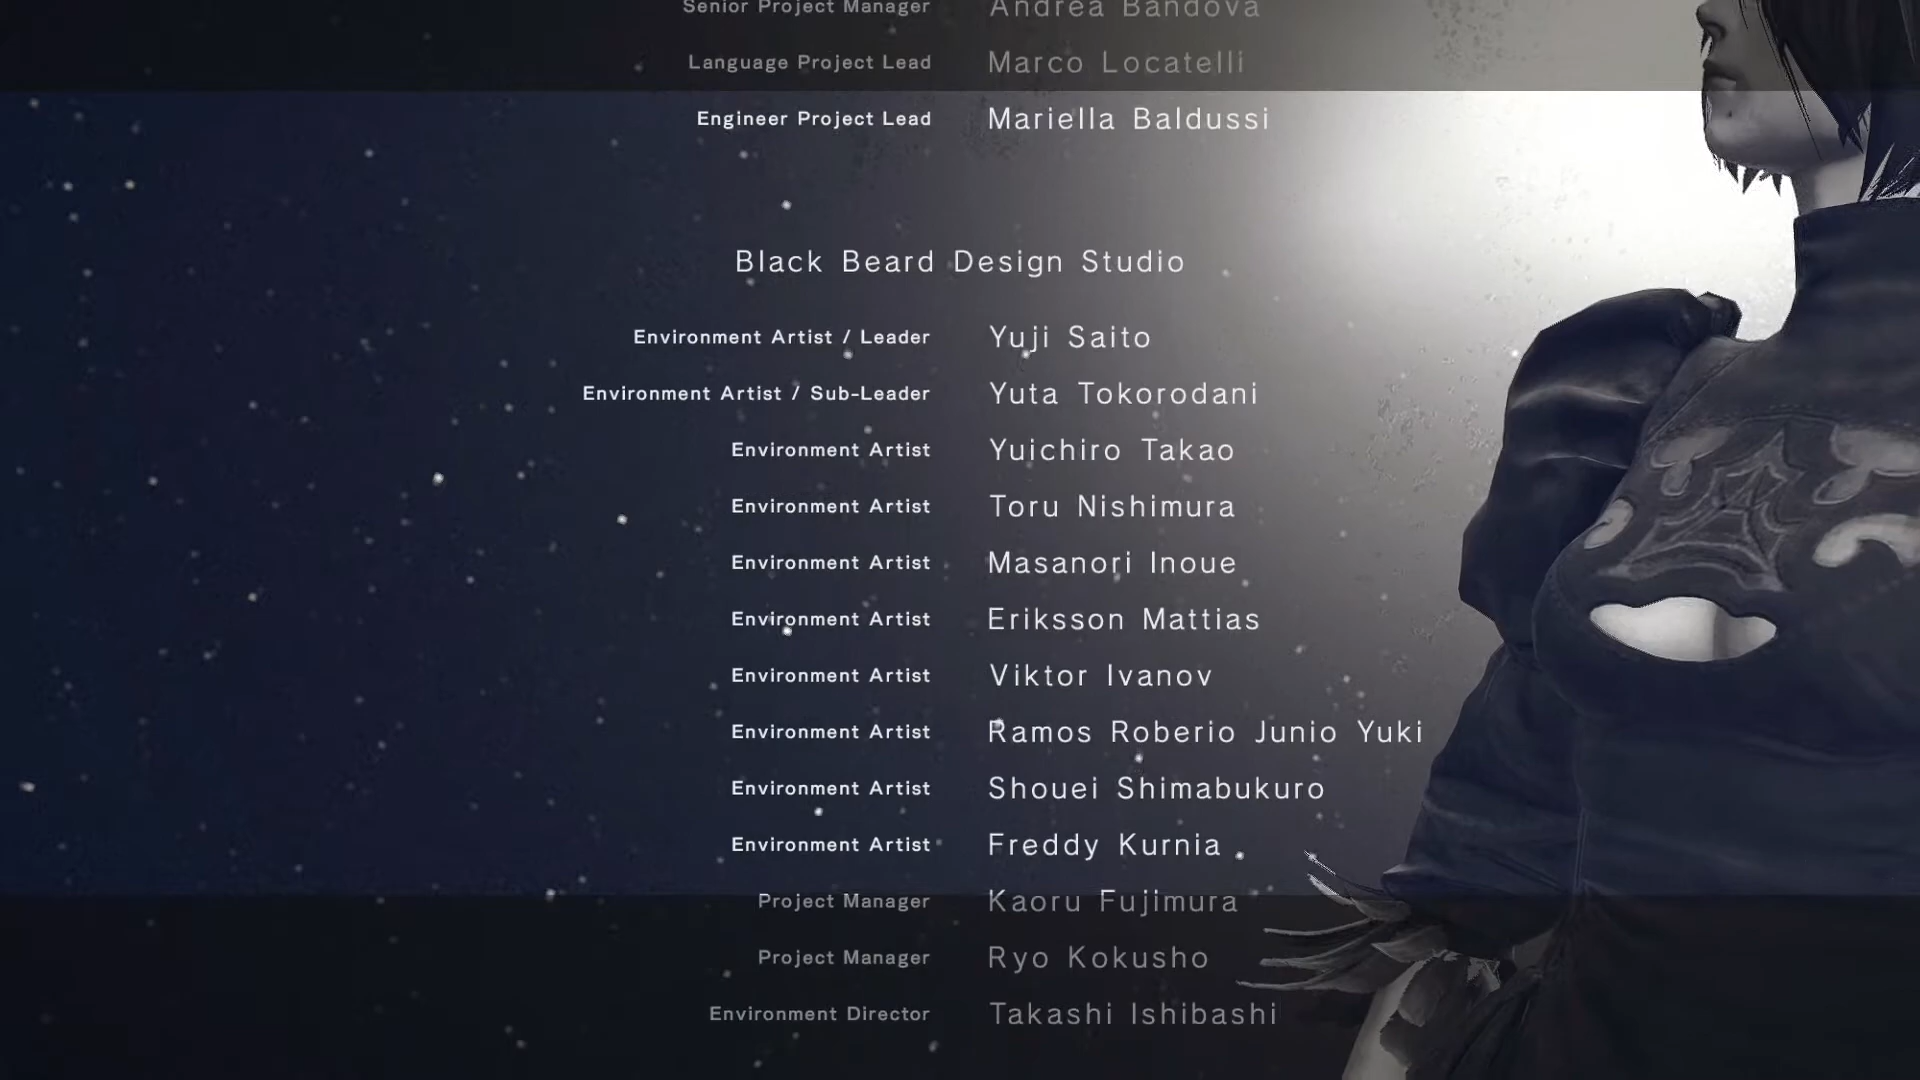 Senior Project Manager Andrea Bandova
Language Project Lead Marco Locatelli
Engineer Project Lead Mariella Baldussi
Black Beard Design Studio
Environment Artist / Leader Yuji Saito
Environment Artist / Sub-Leader Yuta Tokorodani
Environment Artist Yuichiro Takao
Environment Artist Toru Nishimura
Environment Artist Masanori Inoue
Environment Artist Eriksson Mattias
Environment Artist Viktor Ivanov
Environment Artist Ramos Roberio Junio Yuki
Environment Artist Shouei Shimabukuro
Environment Artist Freddy Kurnia
Project Manager Kaoru Fujimura
Project Manager Ryo Kokusho
Environment Director Takashi Ishibashi